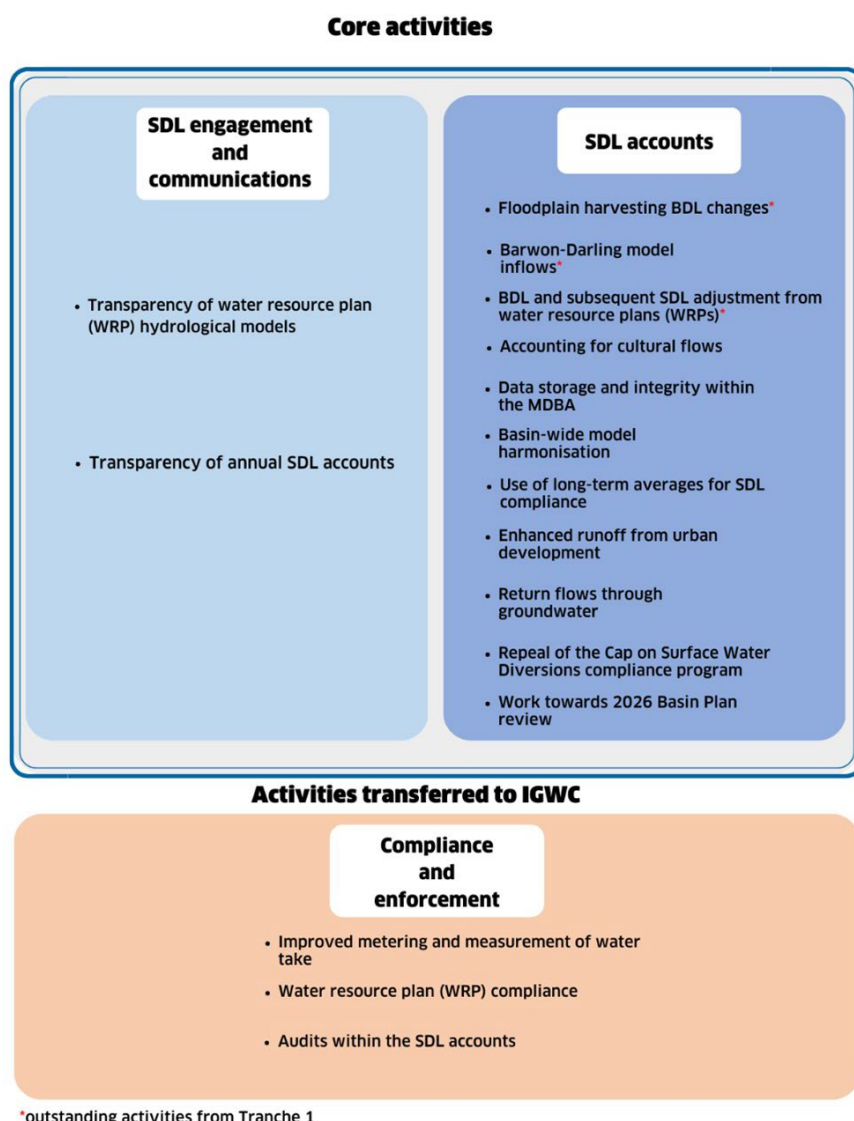 Core activities
SDL engagement
and
communications
• Transparency of water resource plan
(WRP) hydrological models
• Transparency of annual SDL accounts
SDL accounts
• Floodplain harvesting BDL changes*
• Barwon-Darling model
inflows*
• BDL and subsequent SDL adjustment from
water resource plans (WRPs)*
• Accounting for cultural flows
• Data storage and integrity within
the MDBA
• Basin-wide model
harmonisation
• Use of long-term averages for SDL
compliance
• Enhanced runoff from urban
development
• Return flows through
groundwater
• Repeal of the Cap on Surface Water
Diversions compliance program
• Work towards 2026 Basin Plan
review
Activities transferred to IGWC
Compliance
and
enforcement
• Improved metering and measurement of water
take
• Water resource plan (WRP) compliance
• Audits within the SDL accounts
*outstanding activities from Tranche 1